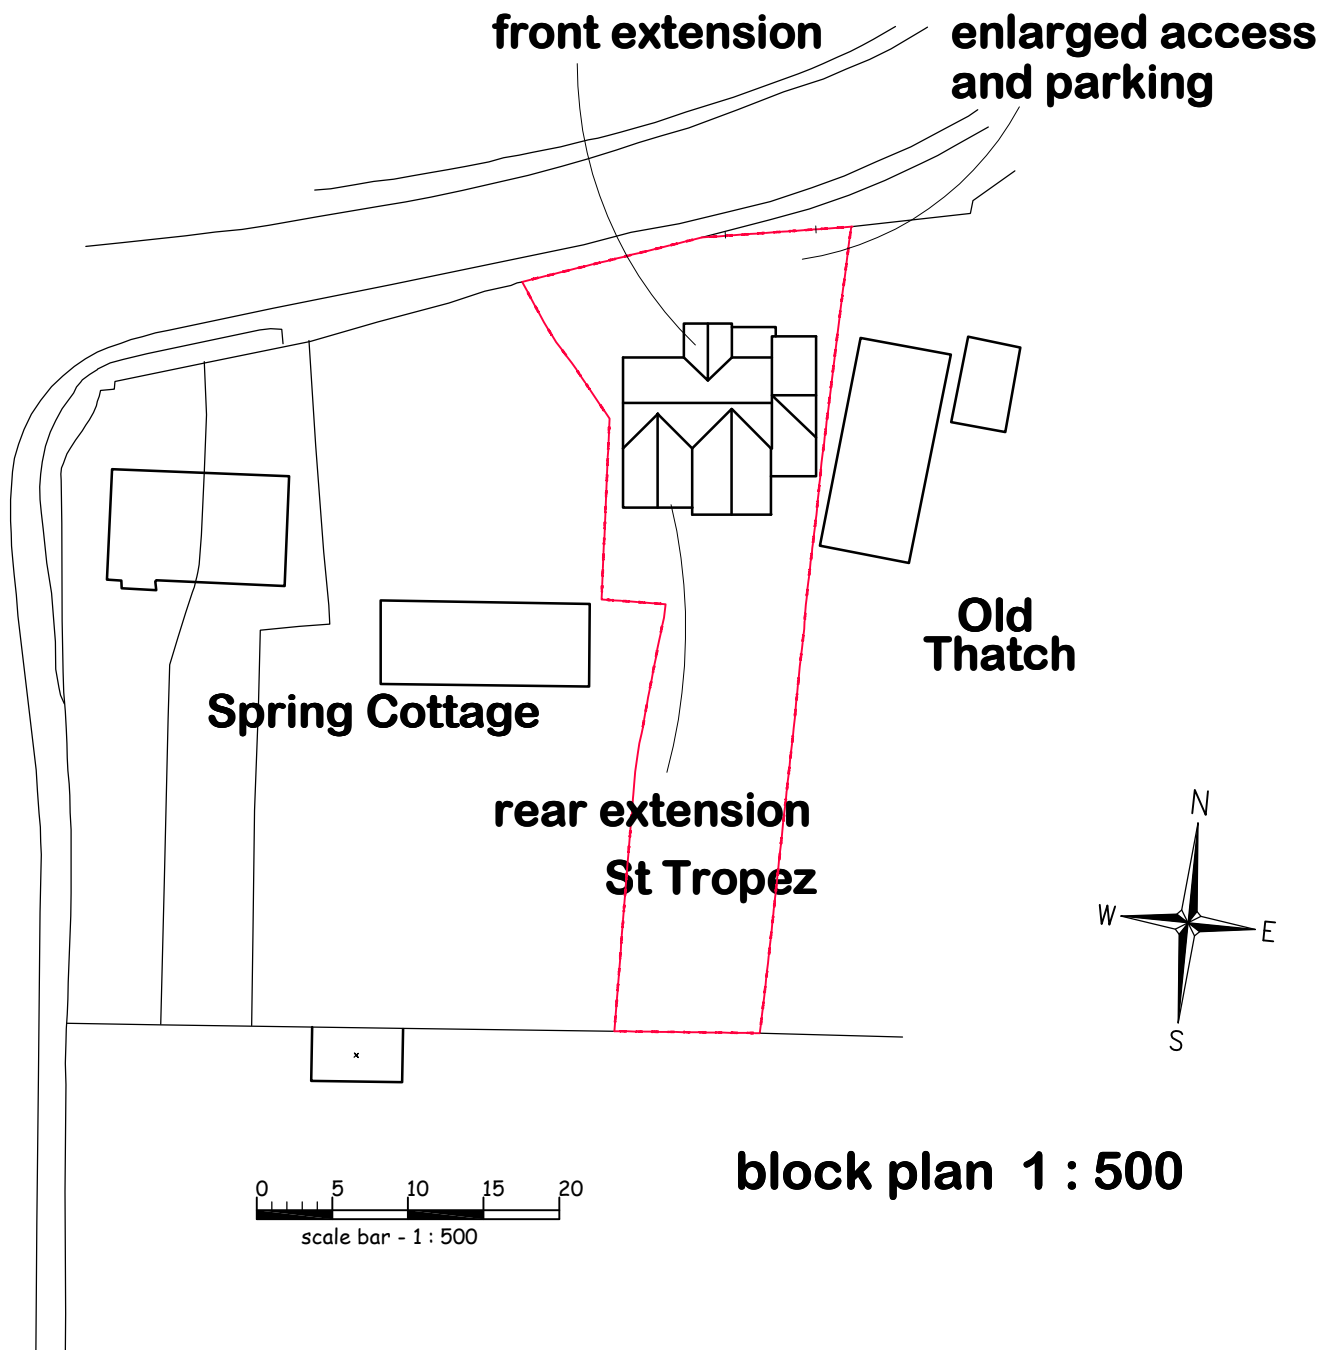 front extension
enlarged access
and parking
Old
Thatch
Spring Cottage
rear extension
St Tropez
N
W
E
S
block plan 1 : 500
0 5 10 15 20
scale bar - 1 : 500